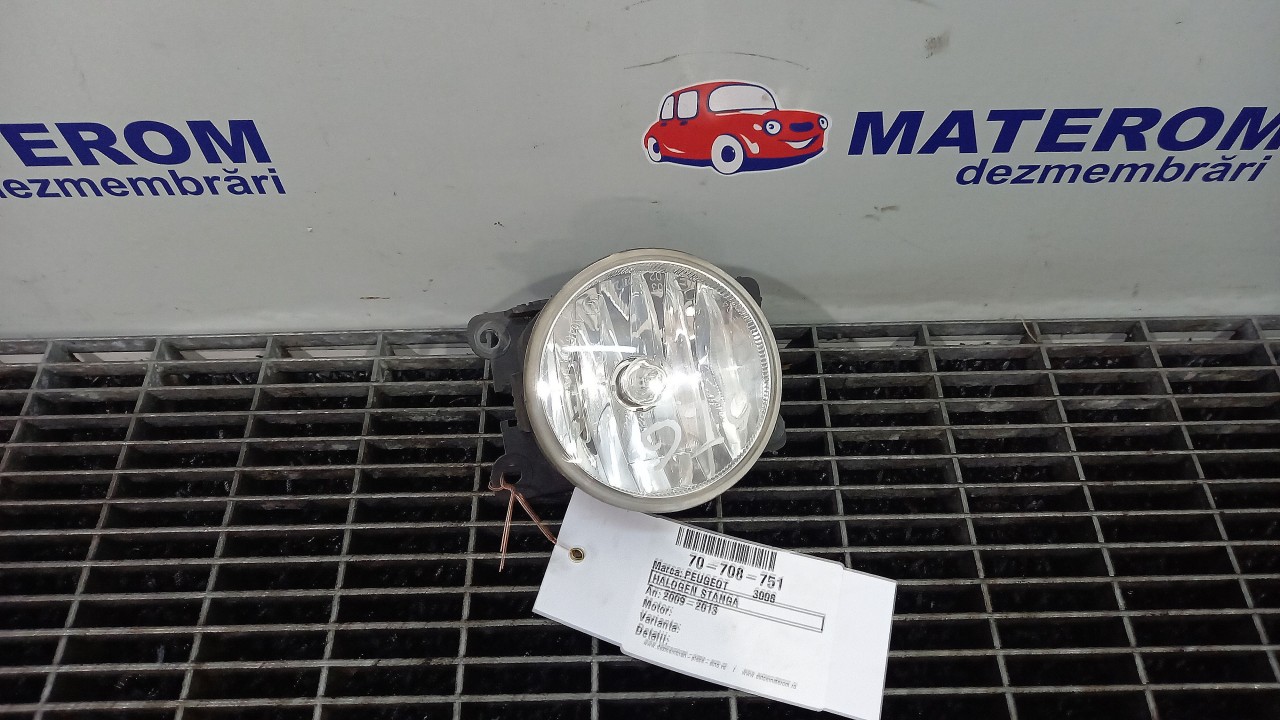 EROM
dezmembrări
MATEROM
dezmembrări
70-708-751
Marca: PEUGEOT 3008
HALOGEN STANGA
An: 2009 - 2013
Motor:
Varianta:
Detalii: